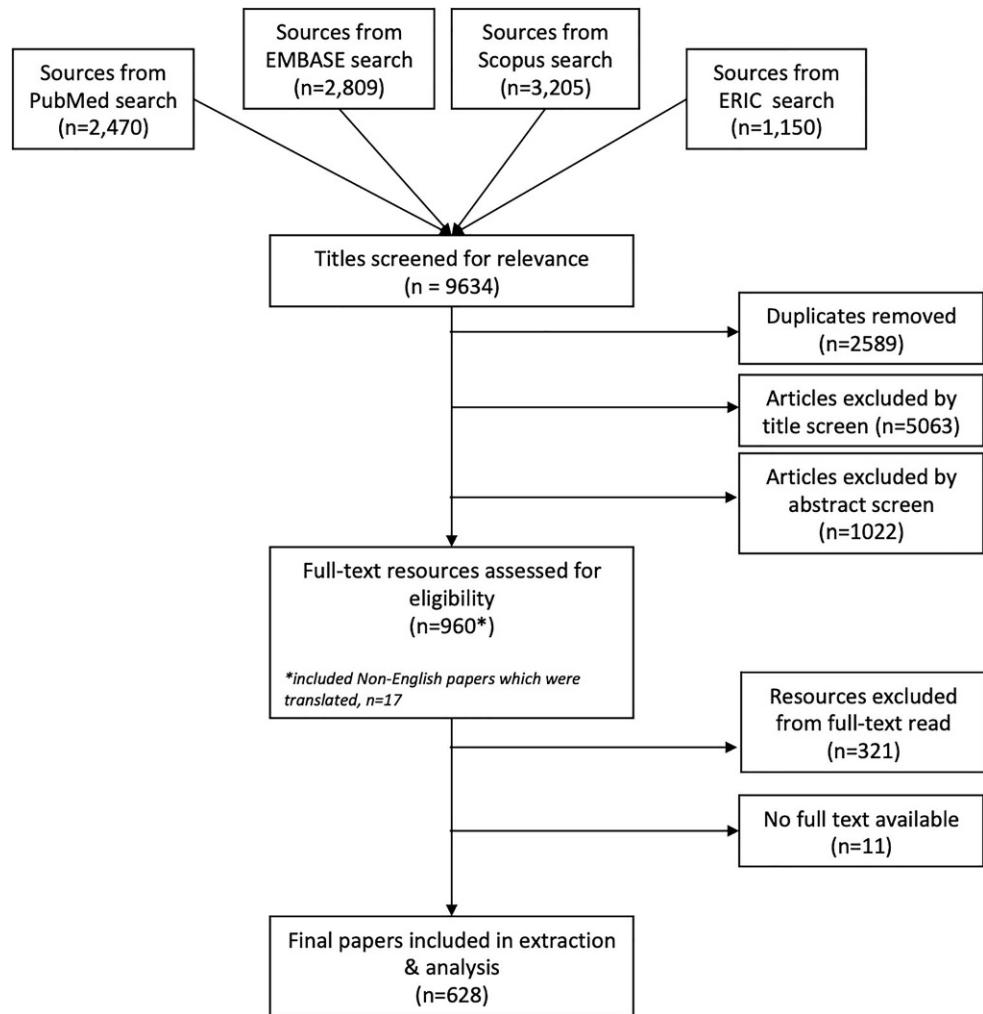 Sources from
PubMed search
(n=2,470)
Sources from
EMBASE search
(n=2,809)
Sources from
Scopus search
(n=3,205)
Sources from
ERIC search
(n=1,150)
Titles screened for relevance
(n = 9634)
Duplicates removed
(n=2589)
Articles excluded by
title screen (n=5063)
Articles excluded by
abstract screen
(n=1022)
Full-text resources assessed for
eligibility
(n=960*)
*included Non-English papers which were
translated, n=17
Resources excluded
from full-text read
(n=321)
No full text available
(n=11)
Final papers included in extraction
& analysis
(n=628)